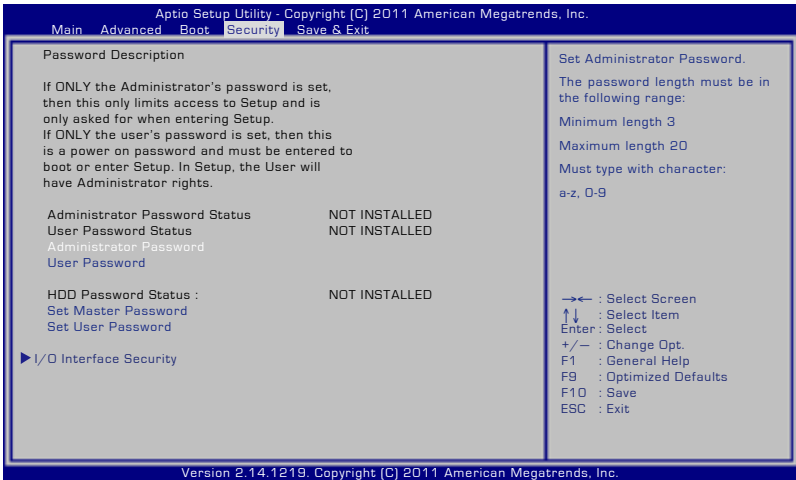 Aptio Setup Utility - Copyright (C) 2011 American Megatrends, Inc.
Main Advanced Boot Security Save & Exit
Password Description
If ONLY the Administrator's password is set,
then this only limits access to Setup and is
only asked for when entering Setup.
If ONLY the user's password is set, then this
is a power on password and must be entered to
boot or enter Setup. In Setup, the User will
have Administrator rights.
Administrator Password Status NOT INSTALLED
User Password Status NOT INSTALLED
Administrator Password
User Password
HDD Password Status : NOT INSTALLED
Set Master Password
Set User Password
▶I/O Interface Security
Set Administrator Password.
The password length must be in
the following range:
Minimum length 3
Maximum length 20
Must type with character:
a-z, 0-9
→← : Select Screen
↑↓ : Select Item
Enter : Select
+/− : Change Opt.
F1 : General Help
F9 : Optimized Defaults
F10 : Save
ESC : Exit
Version 2.14.1219. Copyright (C) 2011 American Megatrends, Inc.